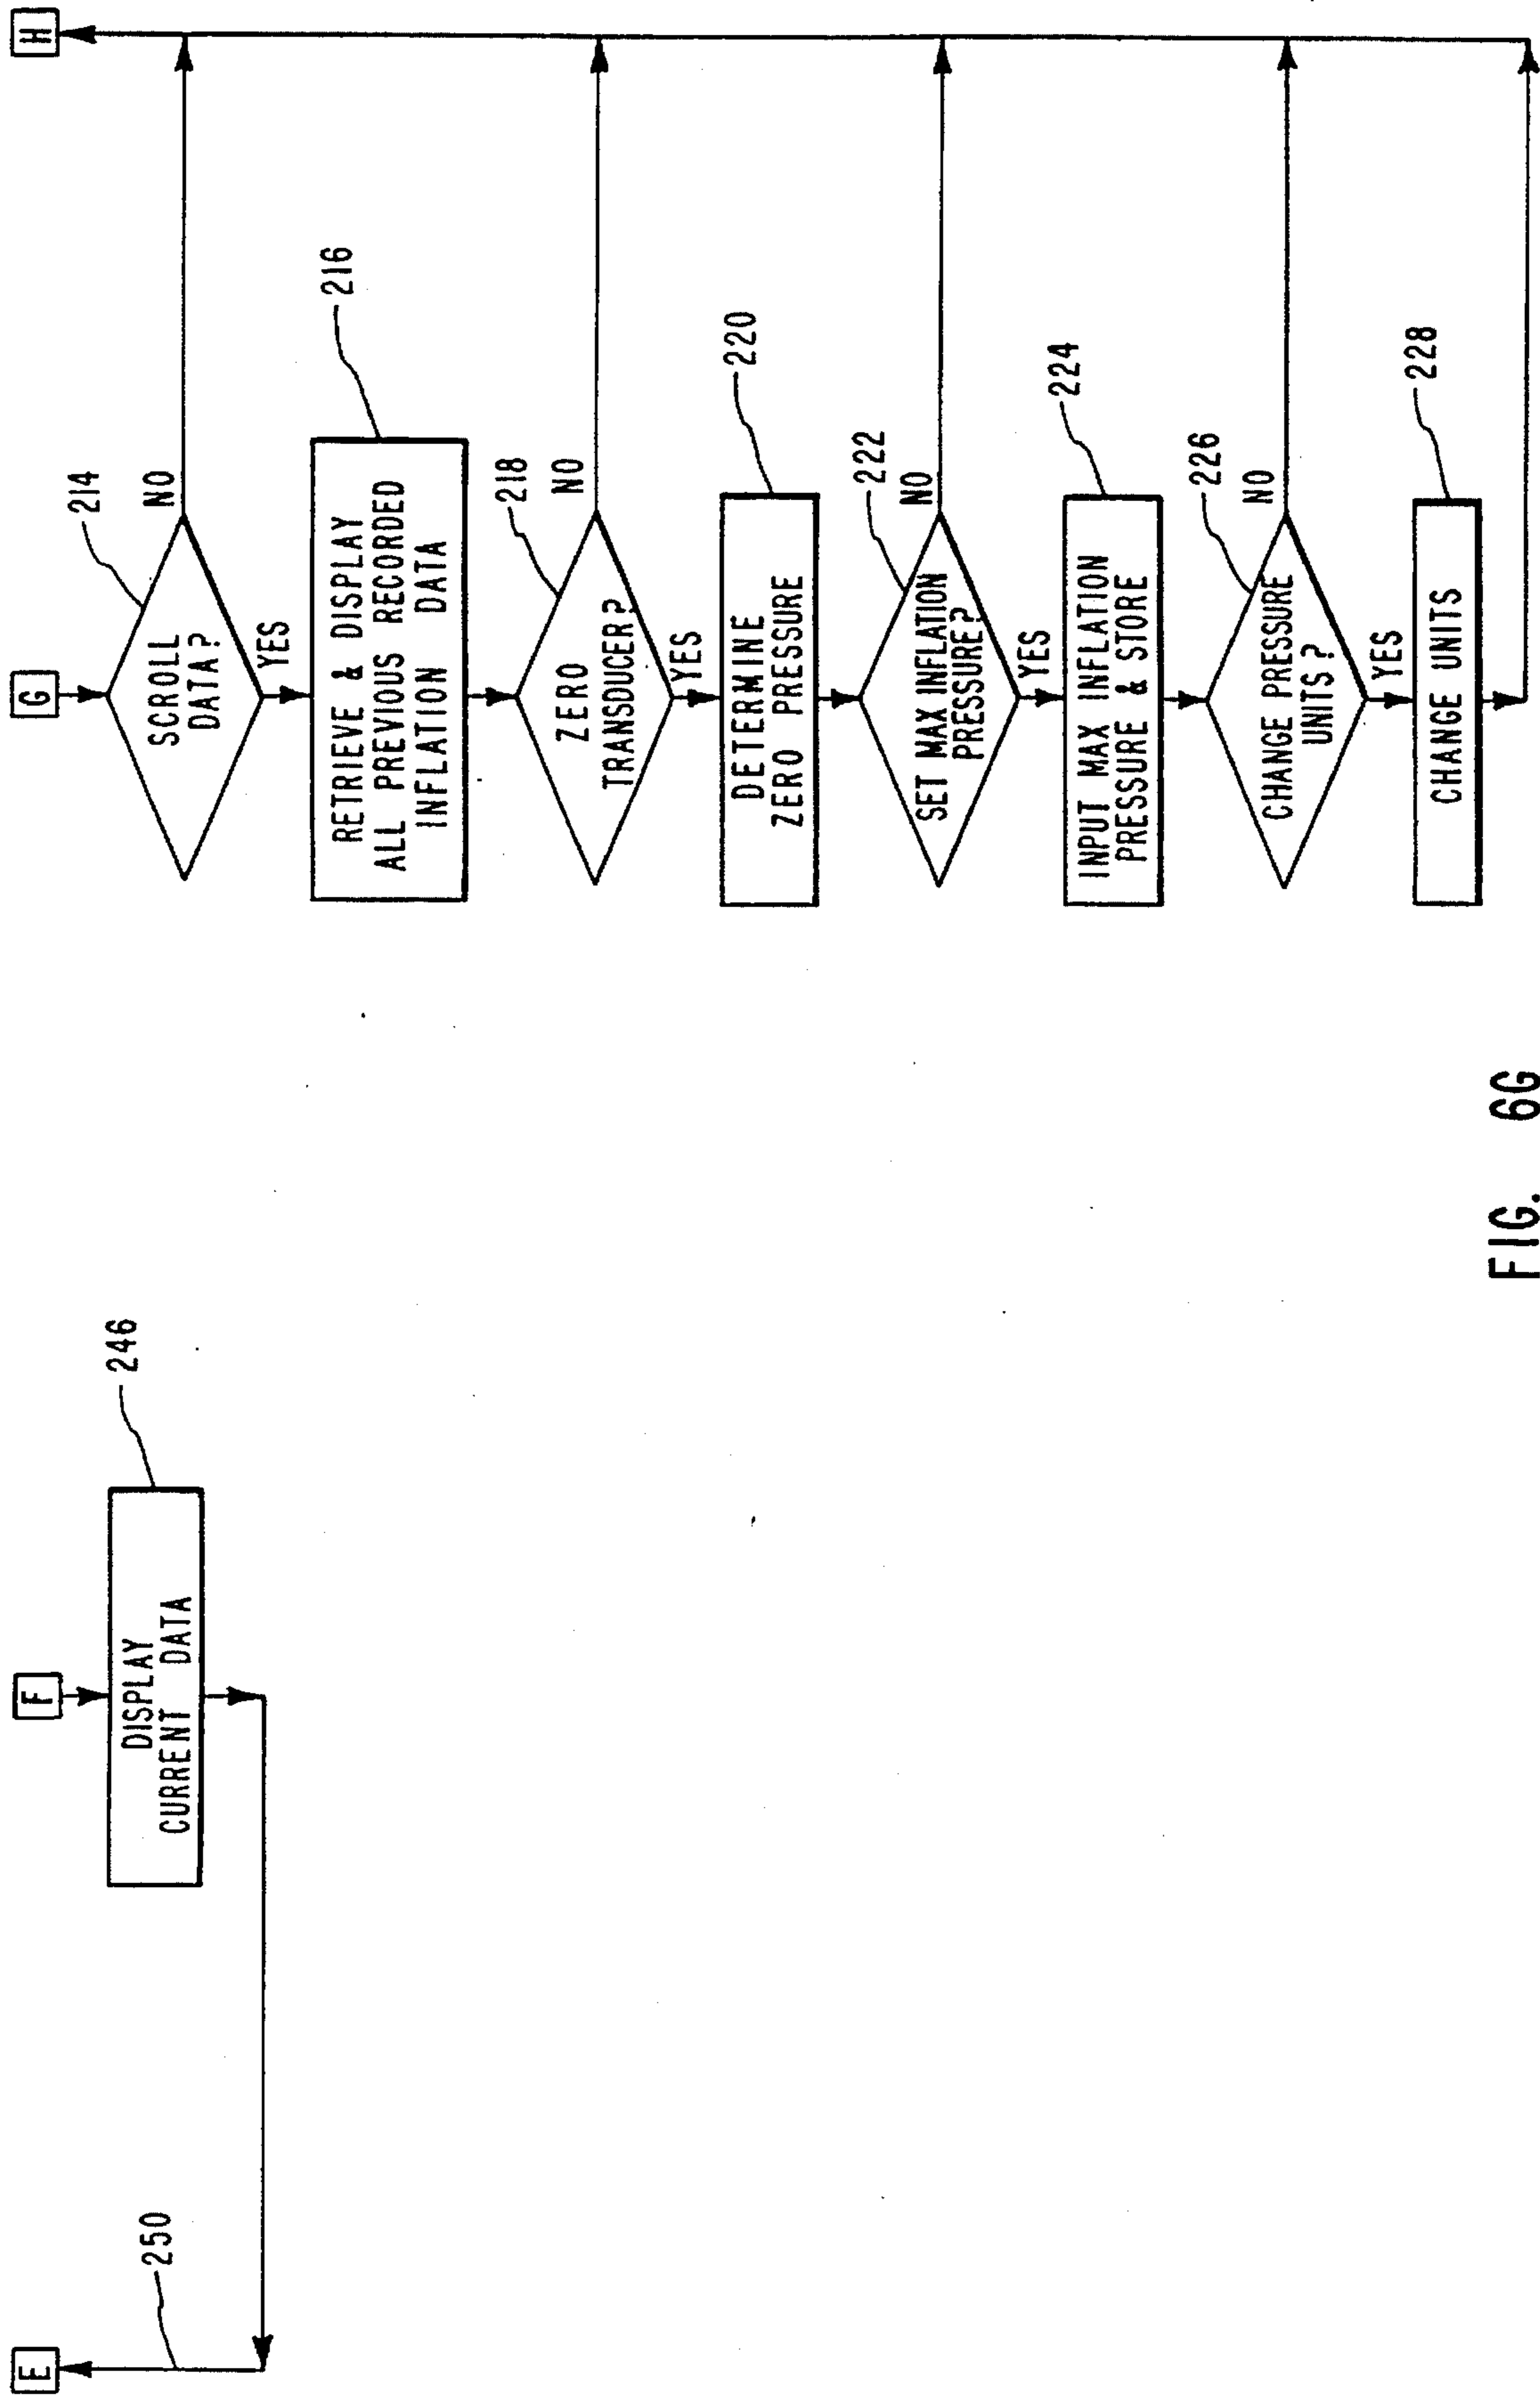 E
250
F
DISPLAY
CURRENT DATA
246
G
SCROLL
DATA?
214
NO
YES
RETRIEVE & DISPLAY
ALL PREVIOUS RECORDED
INFLATION DATA
216
ZERO
TRANSDUCER?
218
NO
YES
DETERMINE
ZERO PRESSURE
220
SET MAX INFLATION
PRESSURE?
222
NO
YES
INPUT MAX INFLATION
PRESSURE & STORE
224
CHANGE PRESSURE
UNITS?
226
NO
YES
CHANGE UNITS
228
H
FIG. 6G